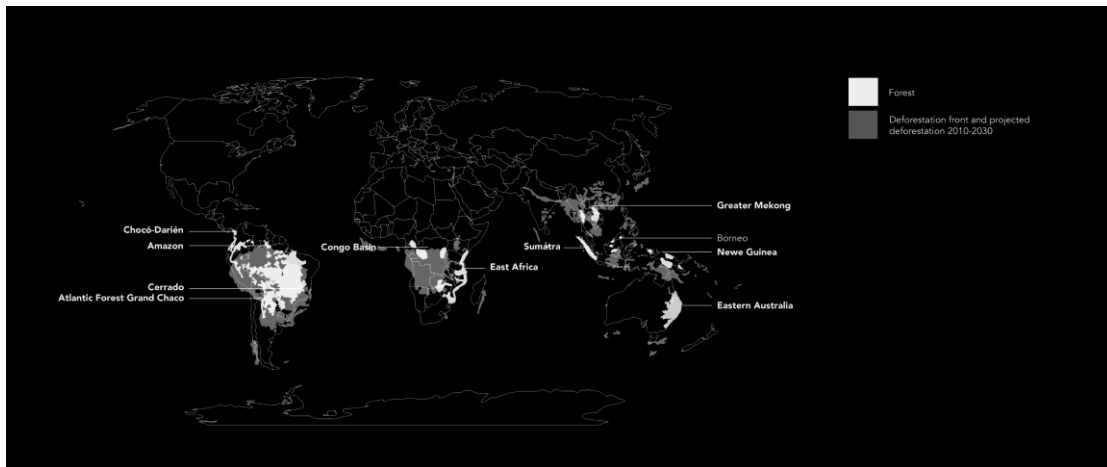 Forest
Deforestation front and projected
deforestation 2010-2030
Greater Mekong
Chocó-Darién
Borneo
Amazon
Congo Basin
Sumatra
Newe Guinea
East Africa
Cerrado
Atlantic Forest Grand Chaco
Eastern Australia